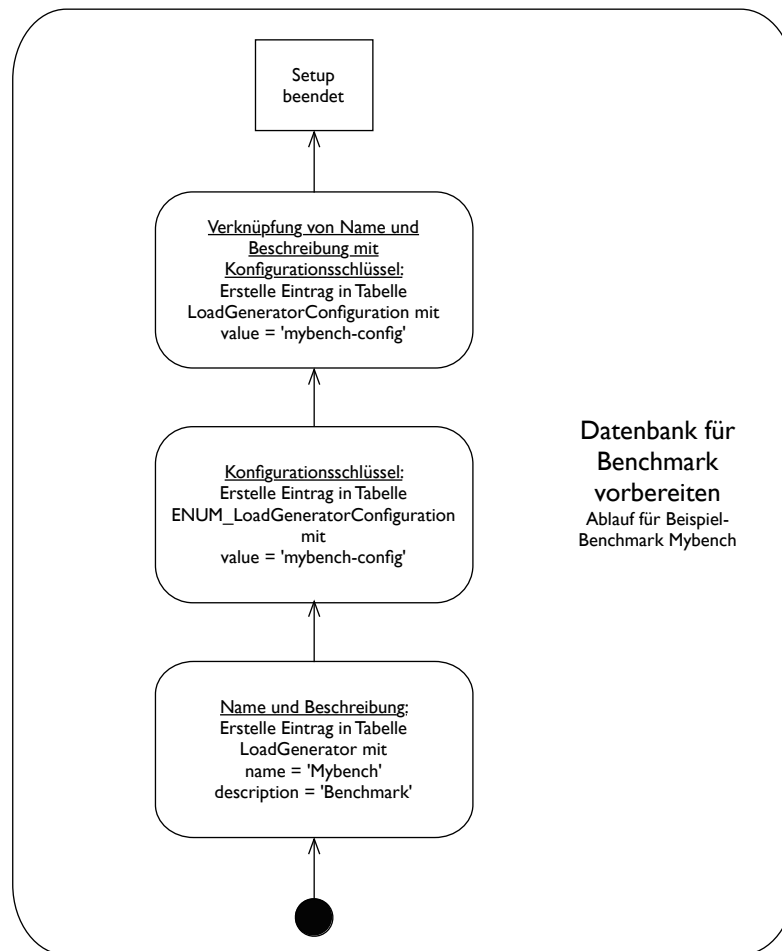 Setup
beendet
Verknüpfung von Name und
Beschreibung mit
Konfigurationsschlüssel:
Erstelle Eintrag in Tabelle
LoadGeneratorConfiguration mit
value = 'mybench-config'
Konfigurationsschlüssel:
Erstelle Eintrag in Tabelle
ENUM_LoadGeneratorConfiguration
mit
value = 'mybench-config'
Datenbank für
Benchmark
vorbereiten
Ablauf für Beispiel-
Benchmark Mybench
Name und Beschreibung:
Erstelle Eintrag in Tabelle
LoadGenerator mit
name = 'Mybench'
description = 'Benchmark'